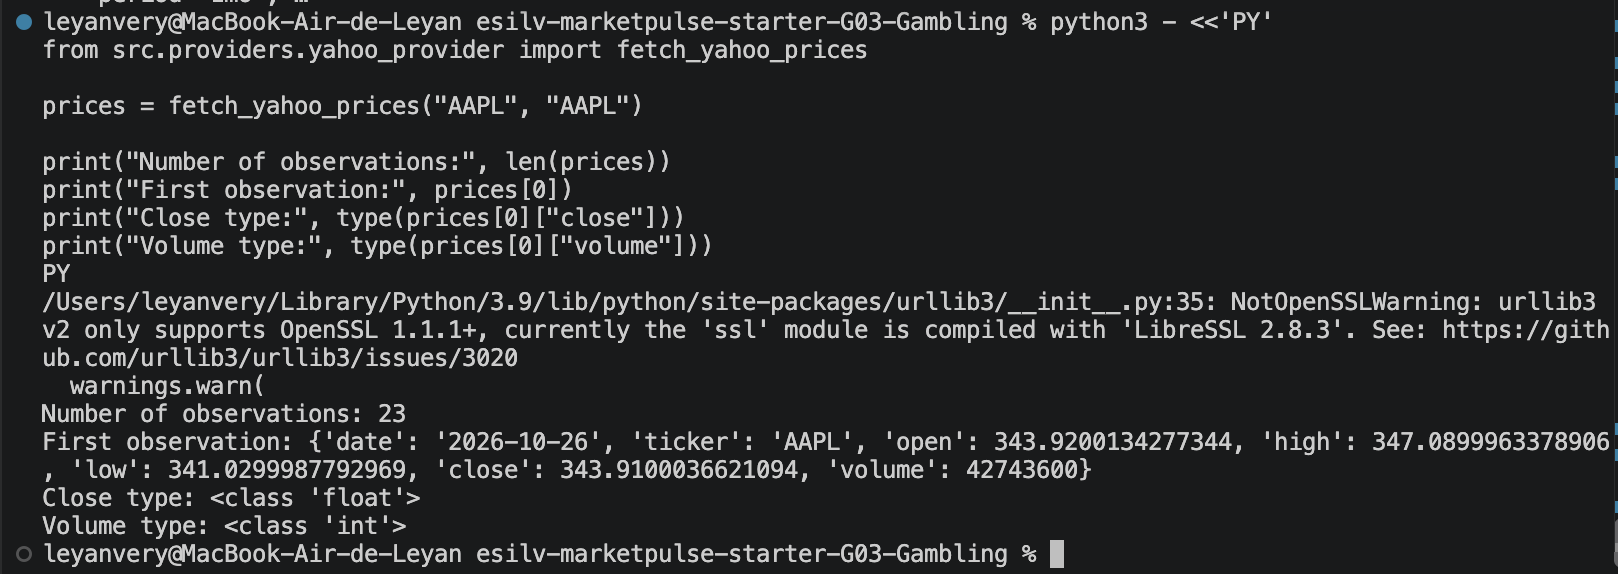 leyanvery@MacBook-Air-de-Leyan esilv-marketpulse-starter-G03-Gambling % python3 - <<'PY'
from src.providers.yahoo_provider import fetch_yahoo_prices
prices = fetch_yahoo_prices("AAPL", "AAPL")
print("Number of observations:", len(prices))
print("First observation:", prices[0])
print("Close type:", type(prices[0]["close"]))
print("Volume type:", type(prices[0]["volume"]))
PY
/Users/leyanvery/Library/Python/3.9/lib/python/site-packages/urllib3/__init__.py:35: NotOpenSSLWarning: urllib3
v2 only supports OpenSSL 1.1.1+, currently the 'ssl' module is compiled with 'LibreSSL 2.8.3'. See: https://gith
ub.com/urllib3/urllib3/issues/3020
  warnings.warn(
Number of observations: 23
First observation: {'date': '2026-10-26', 'ticker': 'AAPL', 'open': 343.9200134277344, 'high': 347.0899963378906
, 'low': 341.0299987792969, 'close': 343.9100036621094, 'volume': 42743600}
Close type: <class 'float'>
Volume type: <class 'int'>
leyanvery@MacBook-Air-de-Leyan esilv-marketpulse-starter-G03-Gambling %